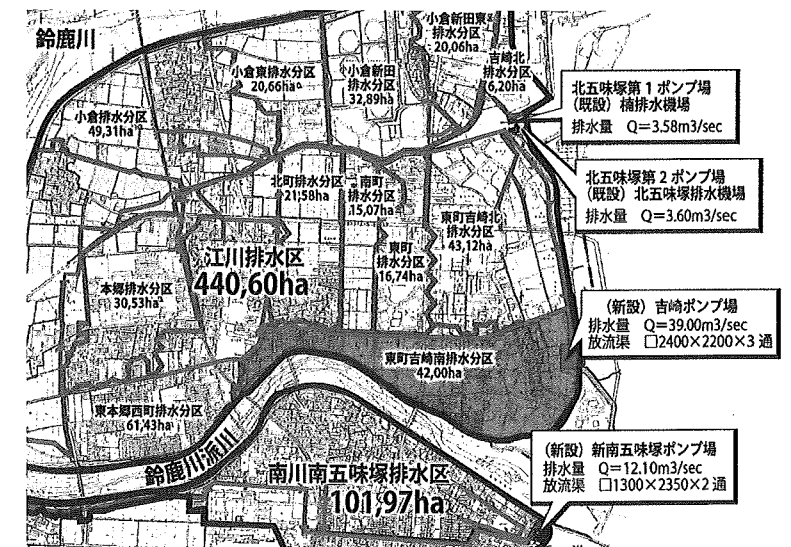 鈴鹿川
小倉新田東
排水分区
20,06ha
吉崎北
排水分区
6,20ha
小倉東排水分区
20,66ha
小倉新田
排水分区
32,89ha
小倉排水分区
49,31ha
北五味塚第1ポンプ場
(既設) 楠排水機場
排水量 Q=3.58m3/sec
北町排水分区
21,58ha
南町
排水分区
15,07ha
北五味塚第2ポンプ場
(既設) 北五味塚排水機場
排水量 Q=3.60m3/sec
東町吉崎北
排水分区
43,12ha
東町
排水分区
16,74ha
江川排水区
440,60ha
本郷排水分区
30,53ha
(新設) 吉崎ポンプ場
排水量 Q=39.00m3/sec
放流渠 □2400×2200×3通
東町吉崎南排水分区
42,00ha
東本郷西町排水分区
61,43ha
鈴鹿川派川
南川南五味塚排水区
101,97ha
(新設) 新南五味塚ポンプ場
排水量 Q=12.10m3/sec
放流渠 □1300×2350×2通